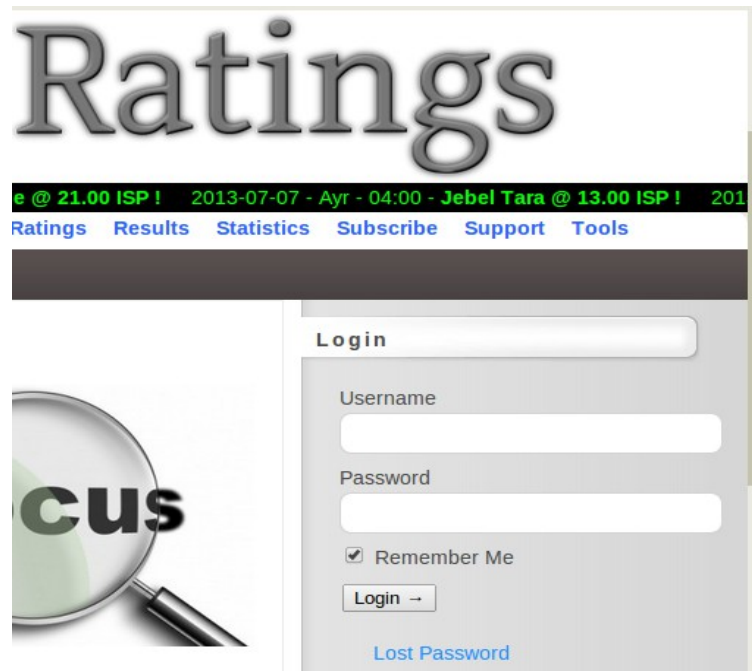 Ratings
e @ 21.00 ISP ! 2013-07-07 - Ayr - 04:00 - Jebel Tara @ 13.00 ISP ! 201
Ratings Results Statistics Subscribe Support Tools
Login
Username
cus
Password
Remember Me
Login →
Lost Password